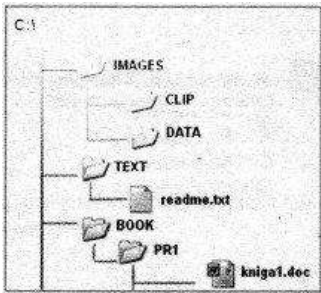 C:\
IMAGES
CLIP
DATA
TEXT
readme.txt
BOOK
PR1
kniga1.doc